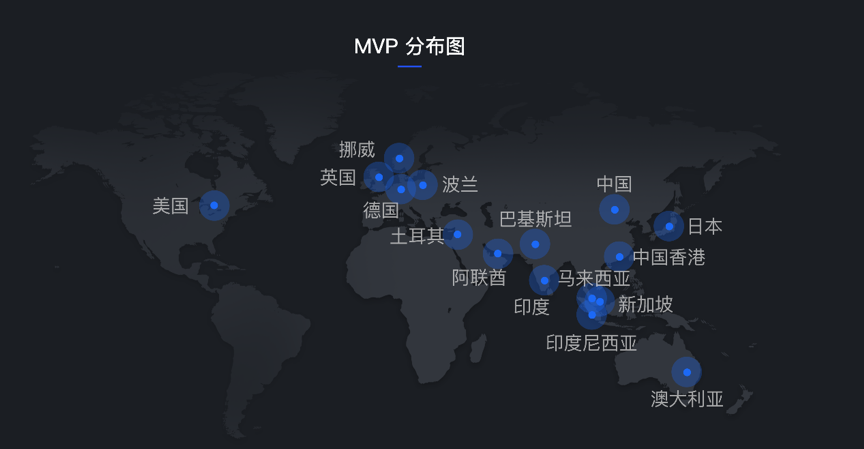 MVP 分布图
挪威
英国
波兰
中国
美国
德国
巴基斯坦
日本
土耳其
中国香港
阿联酋
马来西亚
印度
新加坡
印度尼西亚
澳大利亚